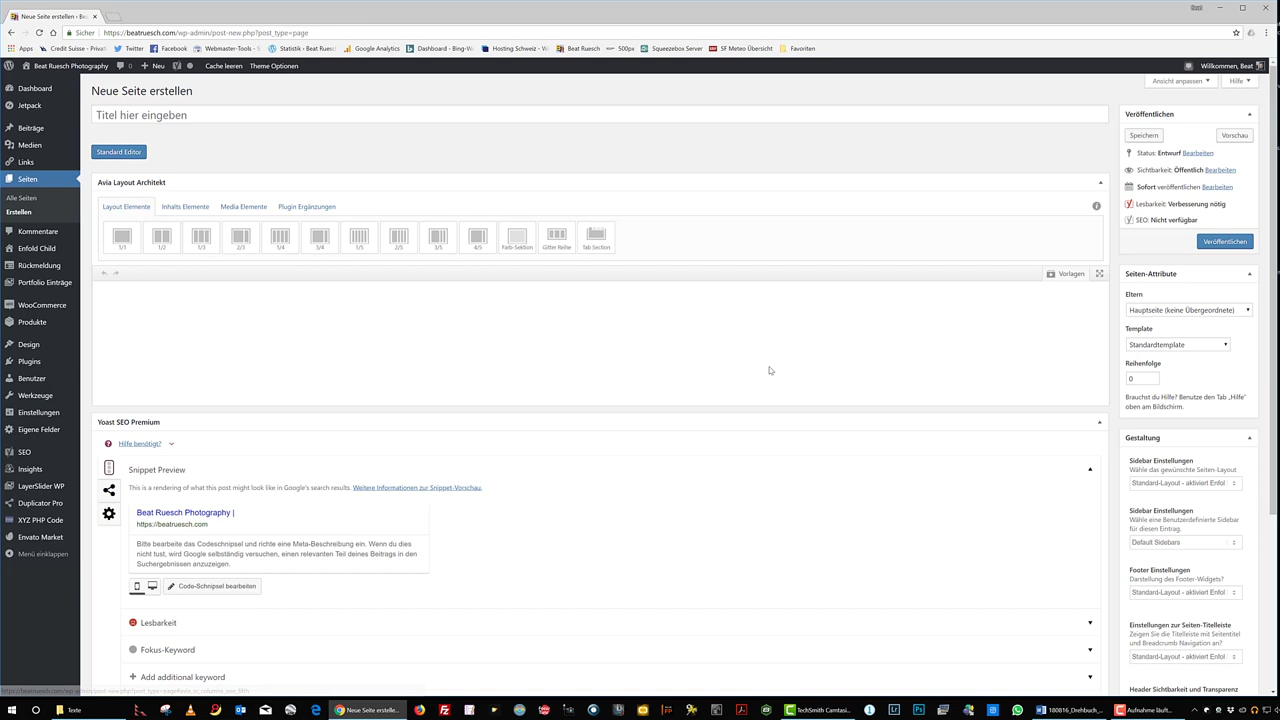 Neue Seite erstellen ‹ Bea
Beat
Sicher
https://beatruesch.com/wp-admin/post-new.php?post_type=page
Apps
Credit Suisse - Privat
Twitter
Facebook
Webmaster-Tools -
Statistik ‹ Beat Ruesc
Google Analytics
Dashboard - Bing-W
Hosting Schweiz - W
Beat Ruesch
500px
Squeezebox Server
SF Meteo Übersicht
Favoriten
Beat Ruesch Photography
0
Neu
Cache leeren
Theme Optionen
Willkommen, Beat
Dashboard
Jetpack
Beiträge
Medien
Links
Seiten
Alle Seiten
Erstellen
Kommentare
Enfold Child
Rückmeldung
Portfolio Einträge
WooCommerce
Produkte
Design
Plugins
Benutzer
Werkzeuge
Einstellungen
Eigene Felder
SEO
Insights
LayerSlider WP
Duplicator Pro
XYZ PHP Code
Envato Market
Menü einklappen
Ansicht anpassen
Hilfe
Neue Seite erstellen
Titel hier eingeben
Standard Editor
Avia Layout Architekt
Layout Elemente
Inhalts Elemente
Media Elemente
Plugin Ergänzungen
1/1
1/2
1/3
2/3
1/4
3/4
1/5
2/5
3/5
4/5
Farb-Sektion
Gitter Reihe
Tab Section
Vorlagen
Yoast SEO Premium
Hilfe benötigt?
Snippet Preview
This is a rendering of what this post might look like in Google's search results. Weitere Informationen zur Snippet-Vorschau.
Beat Ruesch Photography |
https://beatruesch.com
Bitte bearbeite das Codeschnipsel und richte eine Meta-Beschreibung ein. Wenn du dies
nicht tust, wird Google selbständig versuchen, einen relevanten Teil deines Beitrags in den
Suchergebnissen anzuzeigen.
Code-Schnipsel bearbeiten
Lesbarkeit
Fokus-Keyword
Add additional keyword
Veröffentlichen
Speichern
Vorschau
Status: Entwurf Bearbeiten
Sichtbarkeit: Öffentlich Bearbeiten
Sofort veröffentlichen Bearbeiten
Lesbarkeit: Verbesserung nötig
SEO: Nicht verfügbar
Veröffentlichen
Seiten-Attribute
Eltern
Hauptseite (keine Übergeordnete)
Template
Standardtemplate
Reihenfolge
0
Brauchst du Hilfe? Benutze den Tab „Hilfe"
oben am Bildschirm.
Gestaltung
Sidebar Einstellungen
Wähle das gewünschte Seiten-Layout
Standard-Layout - aktiviert Enfol
Sidebar Einstellungen
Wähle eine Benutzerdefinierte Sidebar
für diesen Eintrag.
Default Sidebars
Footer Einstellungen
Darstellung des Footer-Widgets?
Standard-Layout - aktiviert Enfol
Einstellungen zur Seiten-Titelleiste
Zeigen Sie die Titelleiste mit Seitentitel
und Breadcrumb Navigation an?
Standard-Layout - aktiviert Enfol
Header Sichtbarkeit und Transparenz
Texte
Neue Seite erstelle...
TechSmith Camtasi...
180816_Drehbuch_...
Aufnahme läuft...